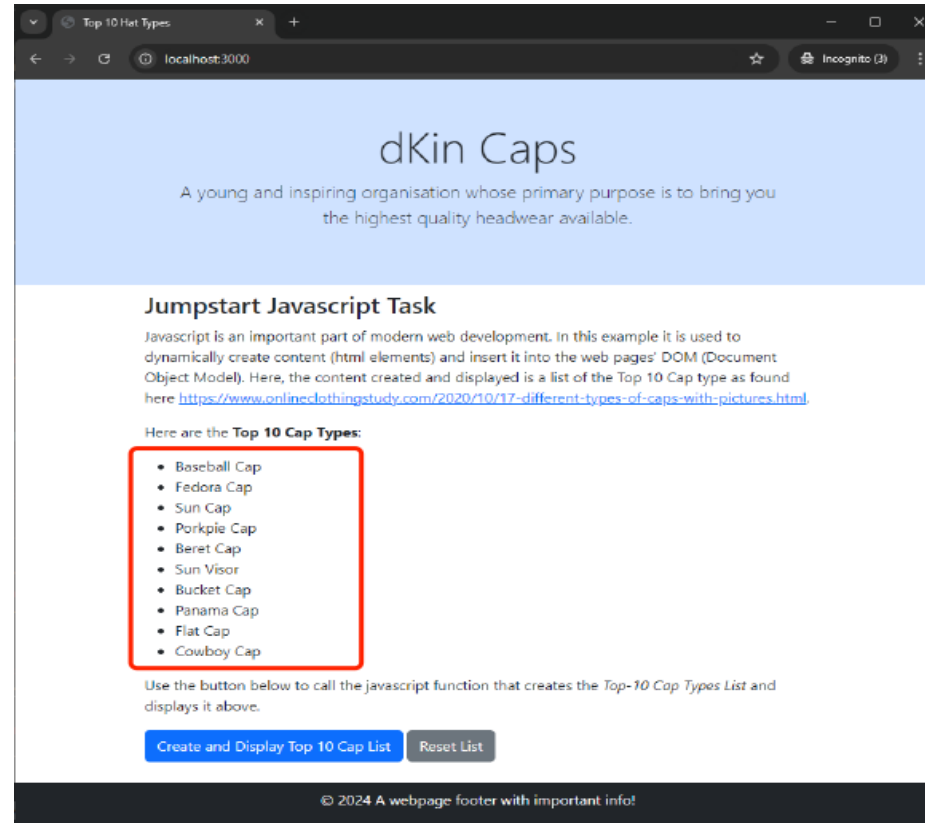 Top 10 Hat Types
localhost:3000
Incognito (3)
dKin Caps
A young and inspiring organisation whose primary purpose is to bring you
the highest quality headwear available.
Jumpstart Javascript Task
Javascript is an important part of modern web development. In this example it is used to
dynamically create content (html elements) and insert it into the web pages' DOM (Document
Object Model). Here, the content created and displayed is a list of the Top 10 Cap type as found
here https://www.onlineclothingstudy.com/2020/10/17-different-types-of-caps-with-pictures.html.
Here are the Top 10 Cap Types:
• Baseball Cap
• Fedora Cap
• Sun Cap
• Porkpie Cap
• Beret Cap
• Sun Visor
• Bucket Cap
• Panama Cap
• Flat Cap
• Cowboy Cap
Use the button below to call the javascript function that creates the Top-10 Cap Types List and
displays it above.
Create and Display Top 10 Cap List Reset List
© 2024 A webpage footer with important info!